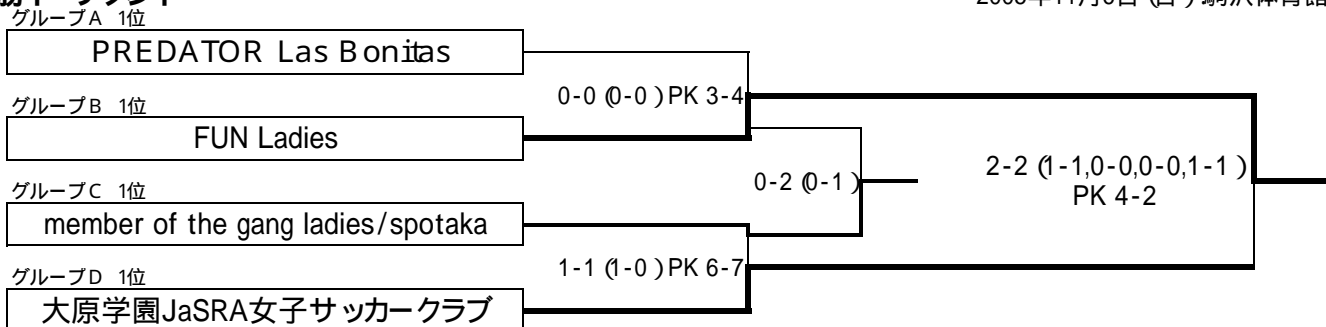 グループA 1位
PREDATOR Las Bonitas
0-0 (0-0) PK 3-4
グループB 1位
FUN Ladies
0-2 (0-1)
2-2 (1-1,0-0,0-0,1-1)
PK 4-2
グループC 1位
member of the gang ladies/spotaka
1-1 (1-0) PK 6-7
グループD 1位
大原学園JaSRA女子サッカークラブ